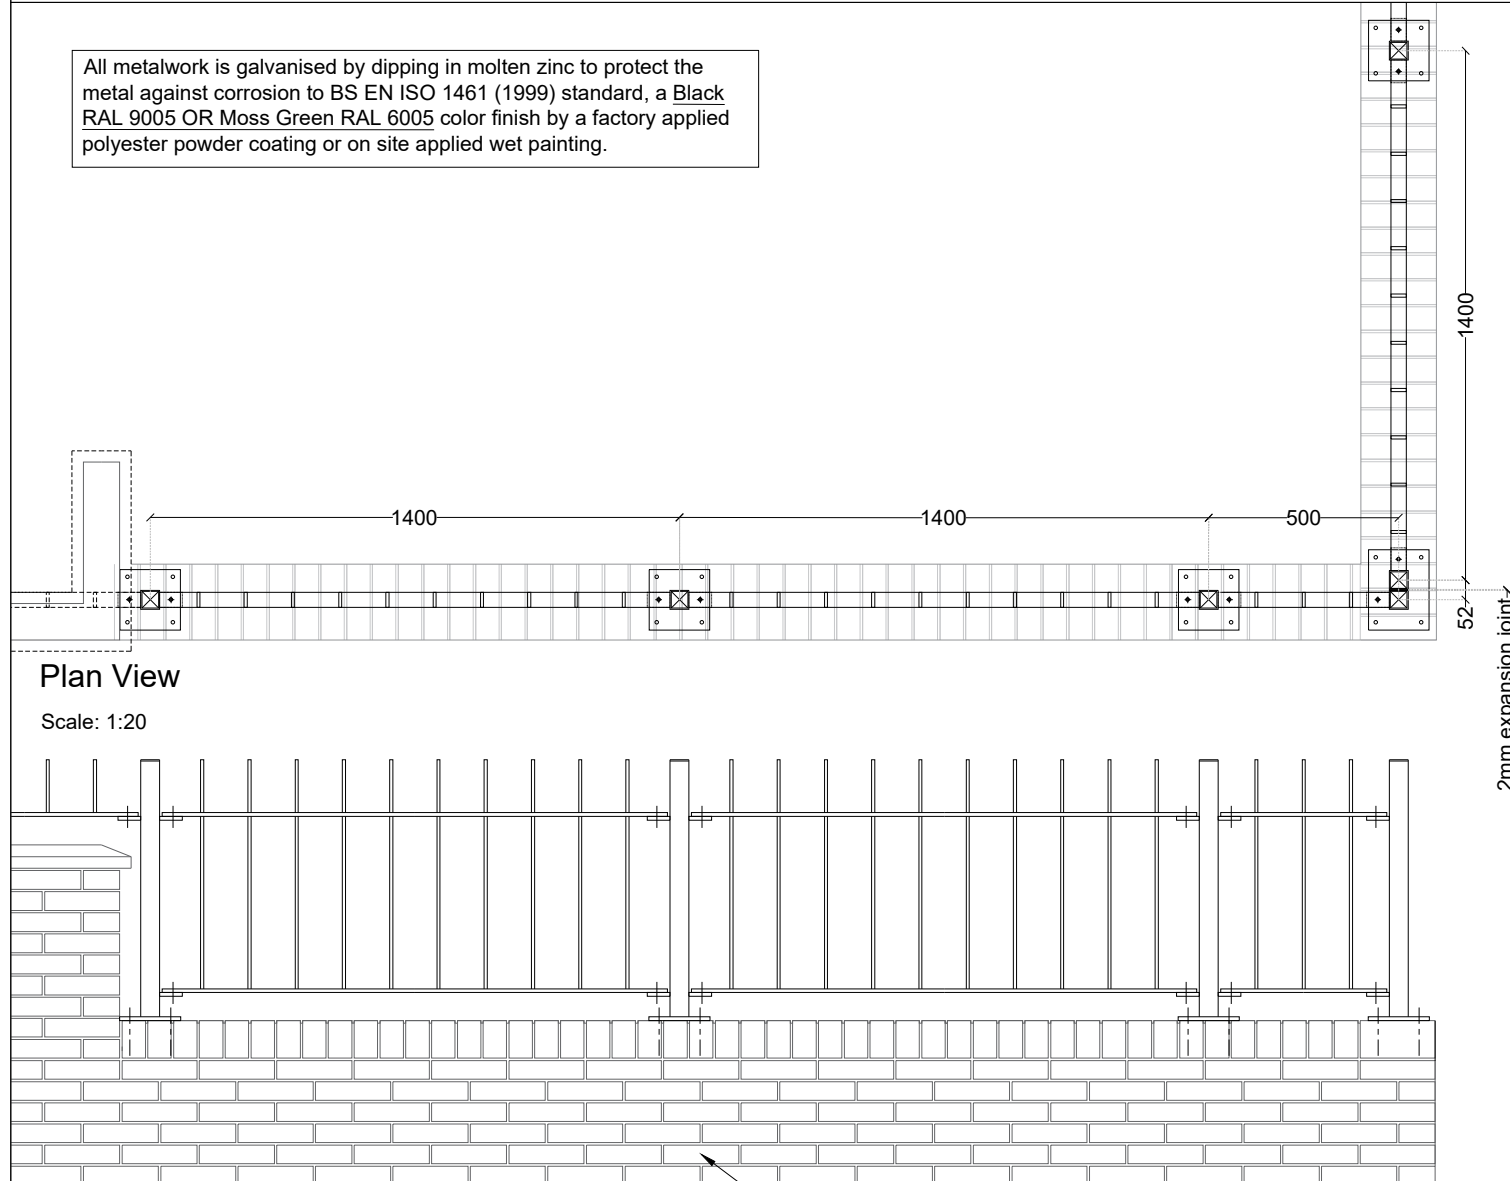 All metalwork is galvanised by dipping in molten zinc to protect the
metal against corrosion to BS EN ISO 1461 (1999) standard, a Black
RAL 9005 OR Moss Green RAL 6005 color finish by a factory applied
polyester powder coating or on site applied wet painting.
1400
1400
1400
500
52
2mm expansion joint
Plan View
Scale: 1:20